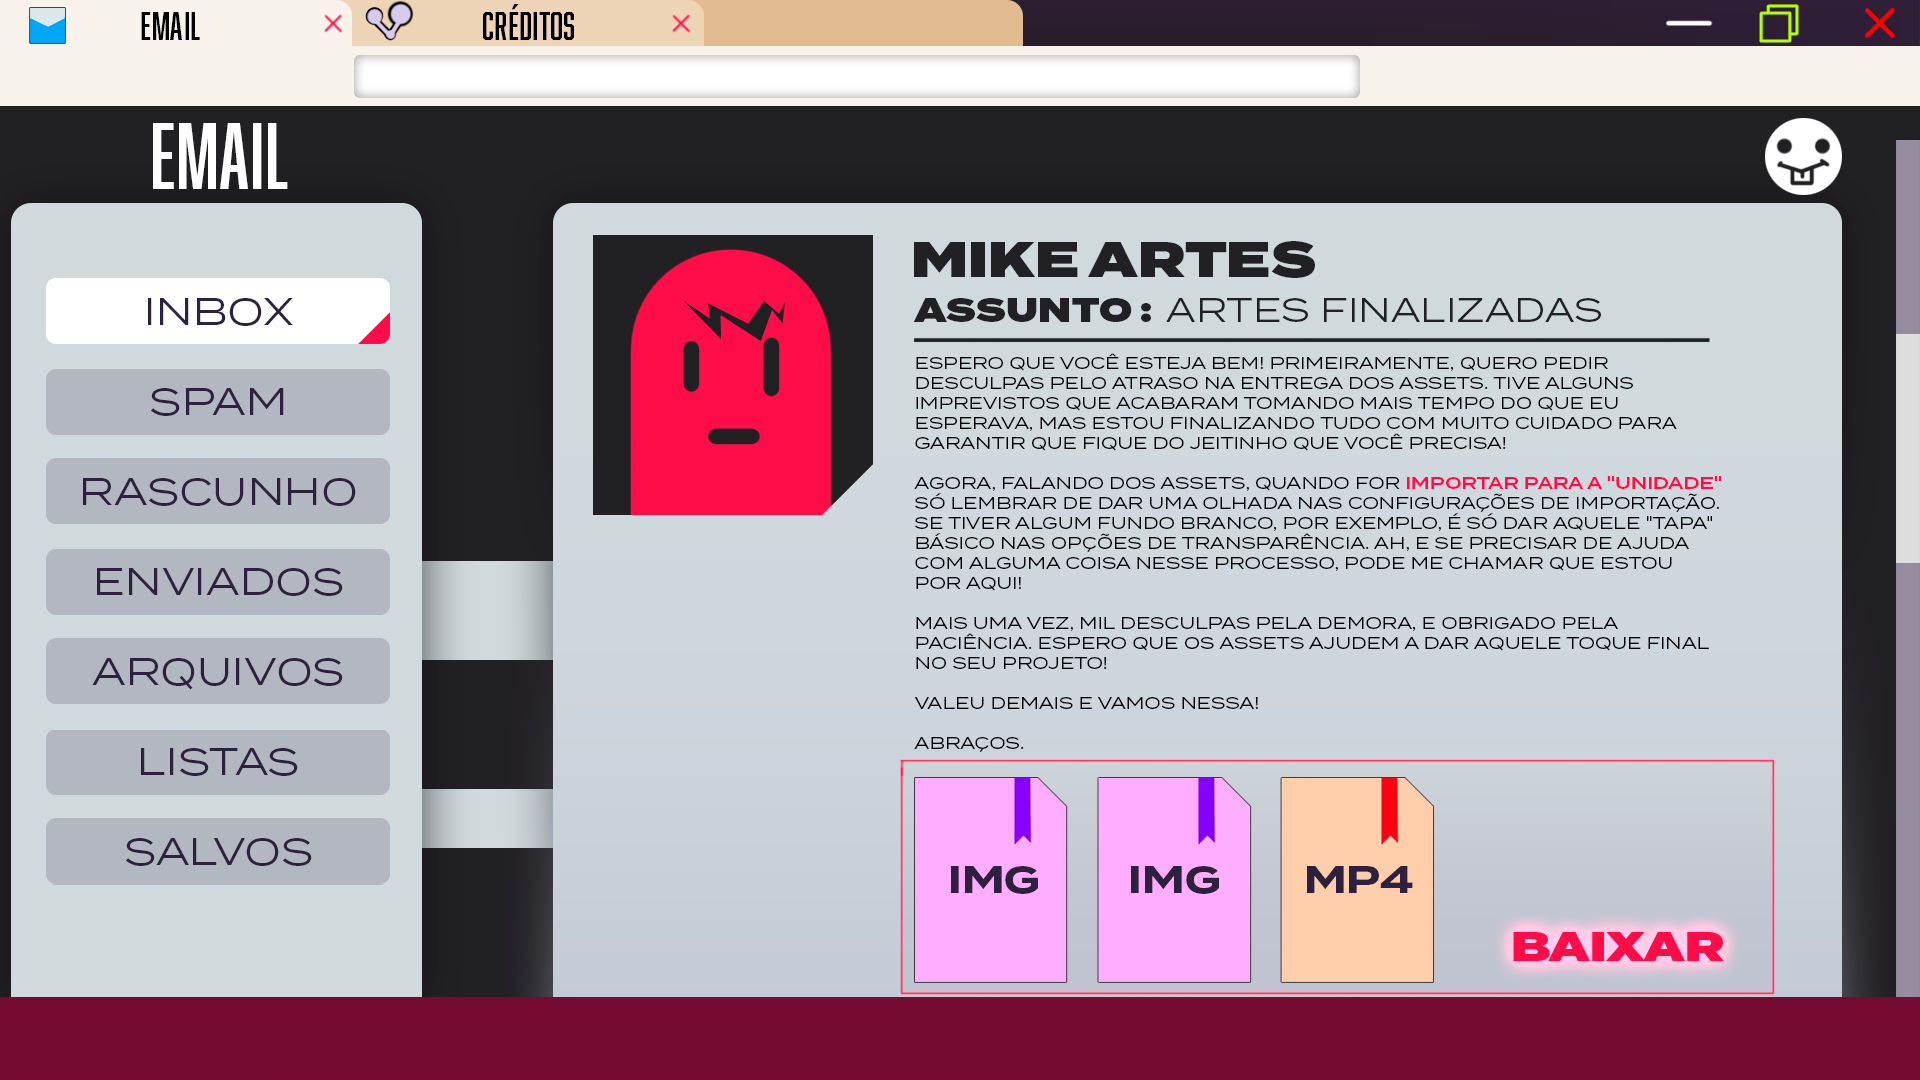 EMAIL
CRÉDITOS
EMAIL
INBOX
SPAM
RASCUNHO
ENVIADOS
ARQUIVOS
LISTAS
SALVOS
MIKE ARTES
ASSUNTO : ARTES FINALIZADAS
ESPERO QUE VOCÊ ESTEJA BEM! PRIMEIRAMENTE, QUERO PEDIR
DESCULPAS PELO ATRASO NA ENTREGA DOS ASSETS. TIVE ALGUNS
IMPREVISTOS QUE ACABARAM TOMANDO MAIS TEMPO DO QUE EU
ESPERAVA, MAS ESTOU FINALIZANDO TUDO COM MUITO CUIDADO PARA
GARANTIR QUE FIQUE DO JEITINHO QUE VOCÊ PRECISA!
AGORA, FALANDO DOS ASSETS, QUANDO FOR IMPORTAR PARA A "UNIDADE"
SÓ LEMBRAR DE DAR UMA OLHADA NAS CONFIGURAÇÕES DE IMPORTAÇÃO.
SE TIVER ALGUM FUNDO BRANCO, POR EXEMPLO, É SÓ DAR AQUELE "TAPA"
BÁSICO NAS OPÇÕES DE TRANSPARÊNCIA. AH, E SE PRECISAR DE AJUDA
COM ALGUMA COISA NESSE PROCESSO, PODE ME CHAMAR QUE ESTOU
POR AQUI!
MAIS UMA VEZ, MIL DESCULPAS PELA DEMORA, E OBRIGADO PELA
PACIÊNCIA. ESPERO QUE OS ASSETS AJUDEM A DAR AQUELE TOQUE FINAL
NO SEU PROJETO!
VALEU DEMAIS E VAMOS NESSA!
ABRAÇOS.
IMG
IMG
MP4
BAIXAR